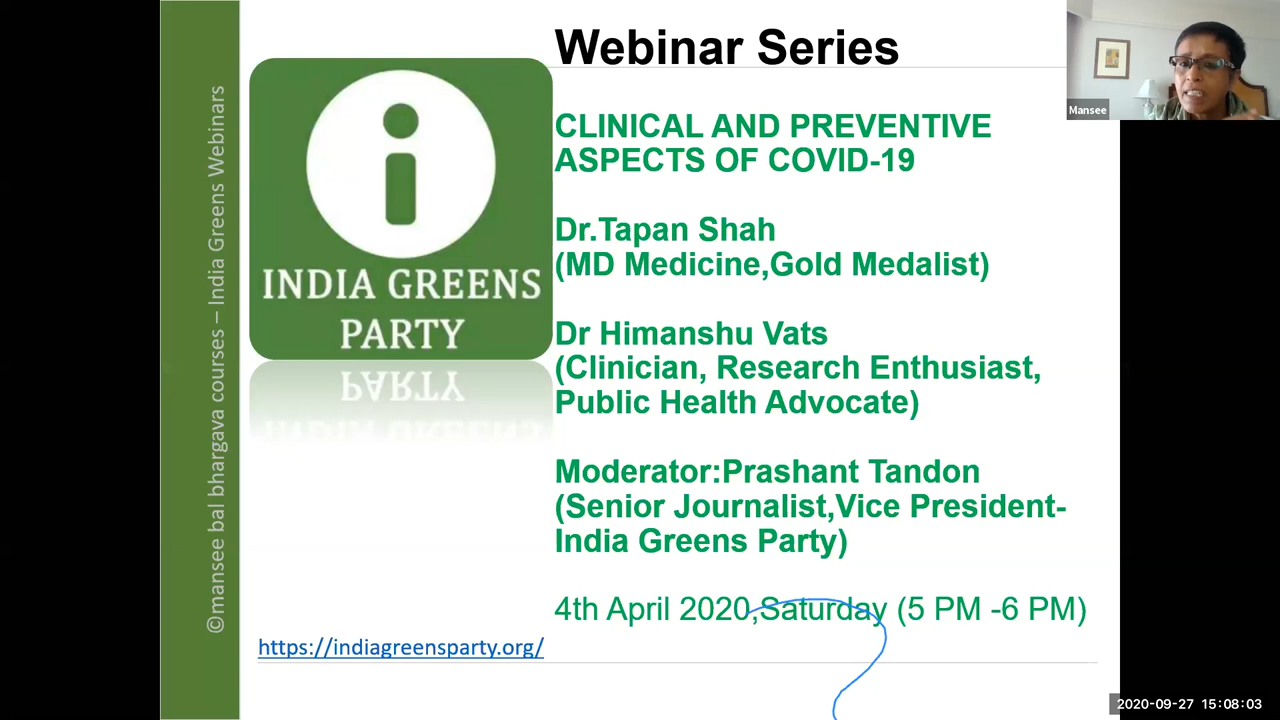 Webinar Series
CLINICAL AND PREVENTIVE
ASPECTS OF COVID-19
Dr.Tapan Shah
(MD Medicine,Gold Medalist)
Dr Himanshu Vats
(Clinician, Research Enthusiast,
Public Health Advocate)
Moderator:Prashant Tandon
(Senior Journalist,Vice President-
India Greens Party)
4th April 2020,Saturday (5 PM -6 PM)
INDIA GREENS
PARTY
PARTY
INDIA GREENS
https://indiagreensparty.org/
©mansee bal bhargava courses – India Greens Webinars
Mansee
2020-09-27 15:08:03